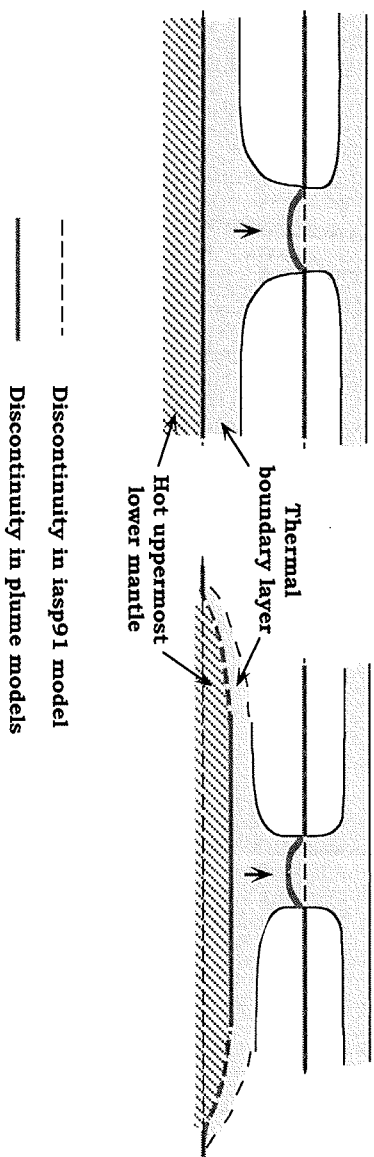 Thermal
boundary layer
Hot uppermost
lower mantle
Discontinuity in iasp91 model
Discontinuity in plume models